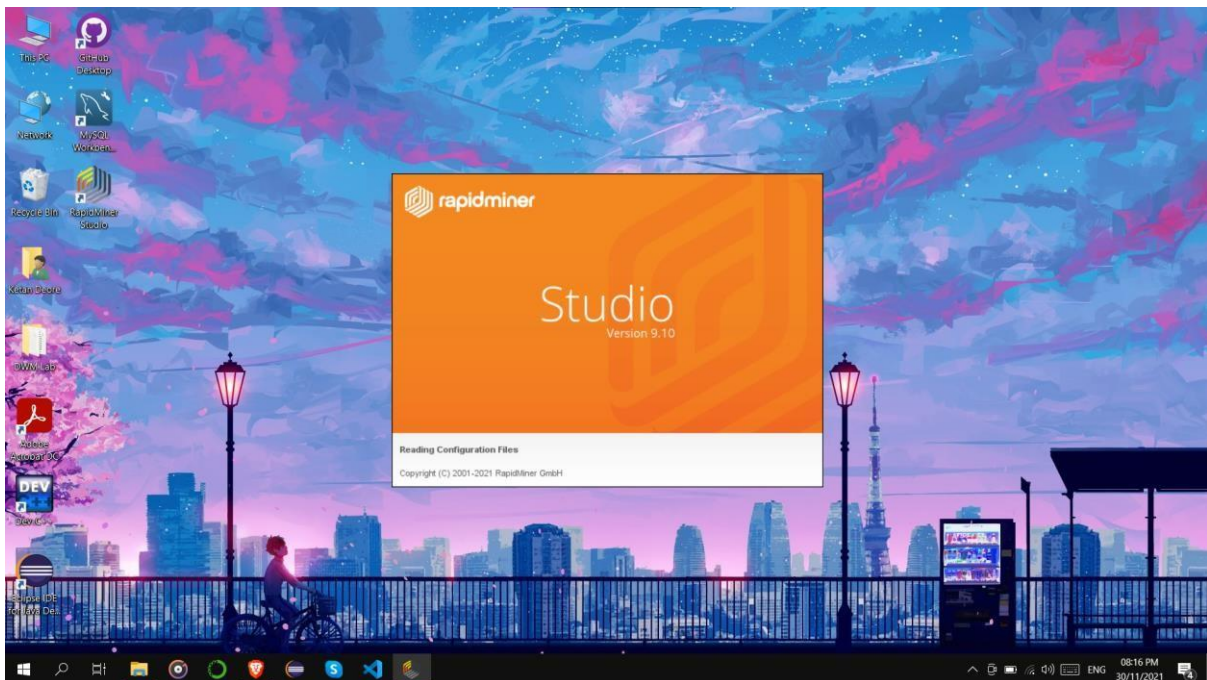 This PC
GitHub
Desktop
Network
MySQL
Workben...
Recycle Bin
RapidMiner
Studio
Ketan Deore
DWM Lab
Adobe
Acrobat DC
DEV
C++
Dev-C++
Eclipse IDE
for Java De...
rapidminer
Studio
Version 9.10
Reading Configuration Files
Copyright (C) 2001-2021 RapidMiner GmbH
ENG
08:16 PM
30/11/2021
4